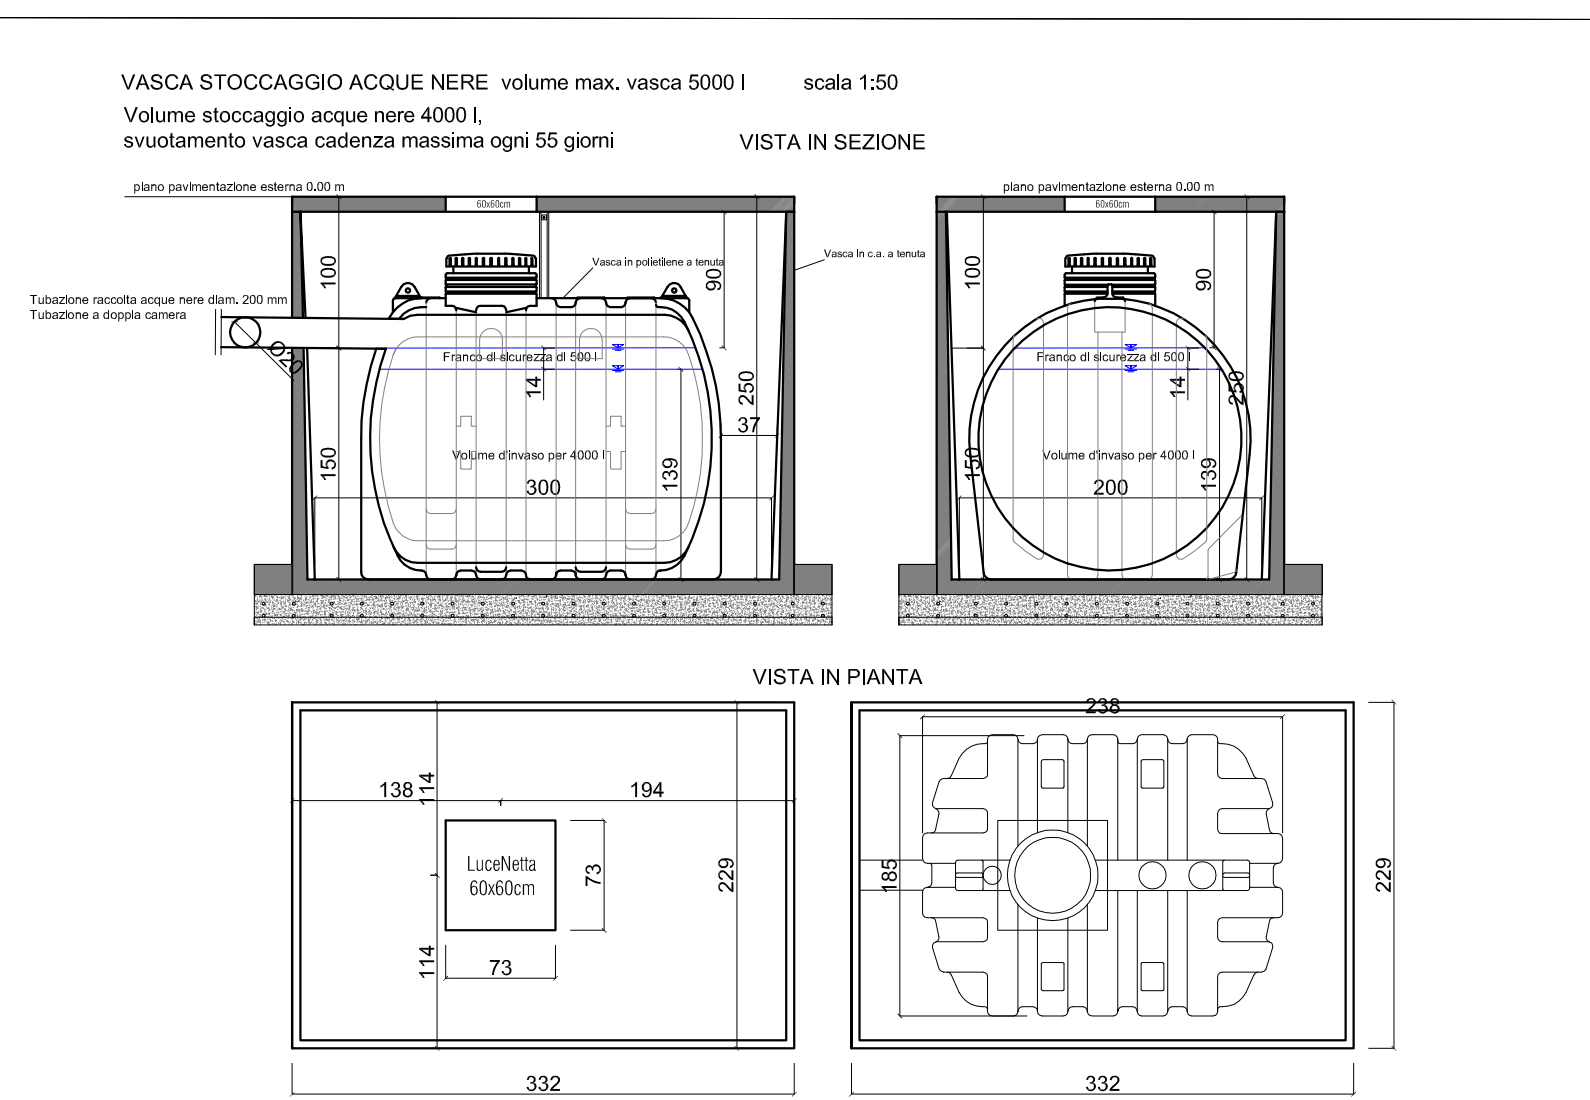 VASCA STOCCAGGIO ACQUE NERE volume max. vasca 5000 l scala 1:50
Volume stoccaggio acque nere 4000 l,
svuotamento vasca cadenza massima ogni 55 giorni
VISTA IN SEZIONE
piano pavimentazione esterna 0.00 m
60x60cm
Vasca in polietilene a tenuta
Vasca in c.a. a tenuta
100
90
Tubazione raccolta acque nere diam. 200 mm
Tubazione a doppia camera
O20
Franco di sicurezza di 500 l
14
250
37
Volume d'invaso per 4000 l
150
139
300
piano pavimentazione esterna 0.00 m
60x60cm
100
90
Franco di sicurezza di 500 l
14
250
Volume d'invaso per 4000 l
150
139
200
VISTA IN PIANTA
138
114
194
LuceNetta
60x60cm
73
229
114
73
332
238
185
229
332